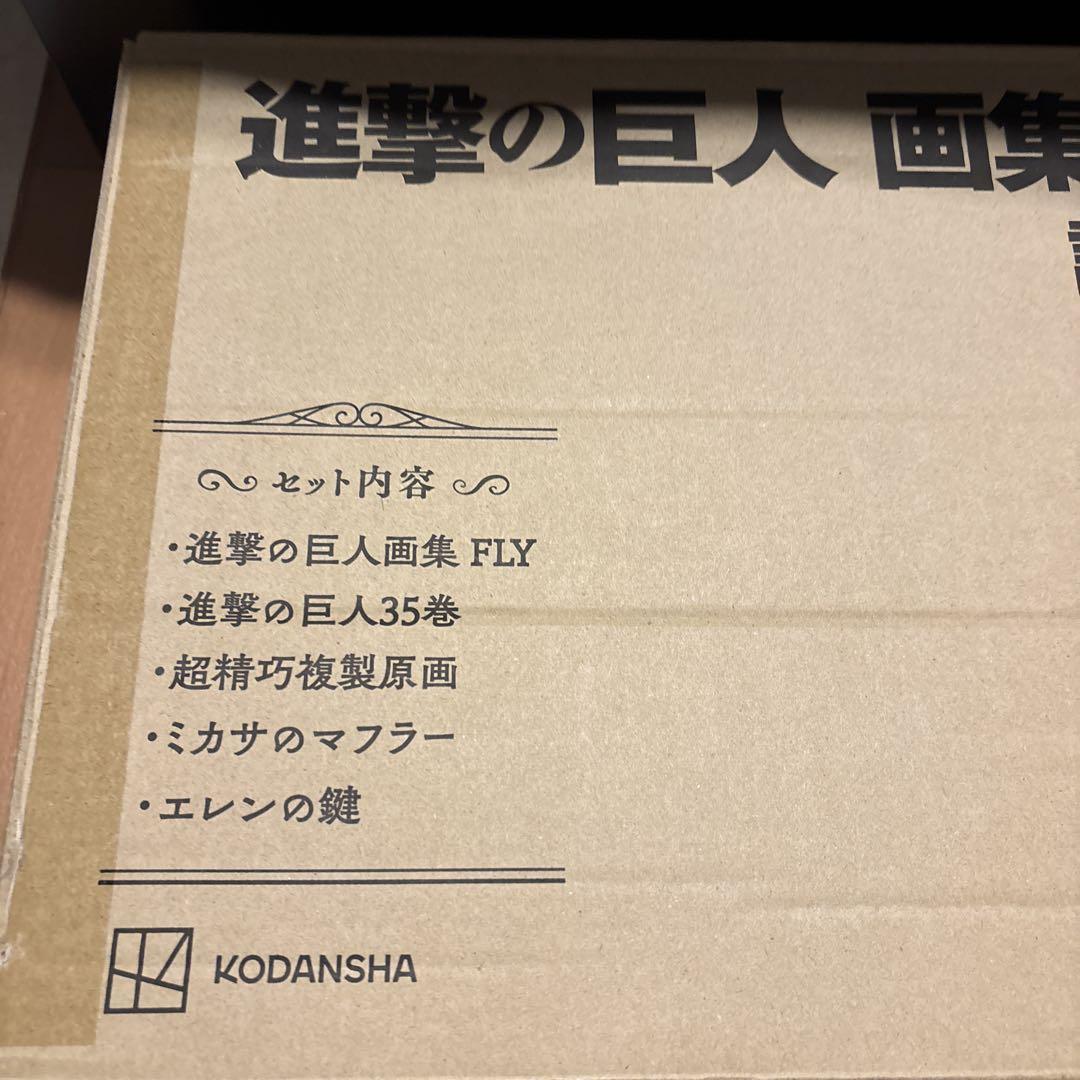 進撃の巨人 画集
セット内容
・進撃の巨人画集 FLY
・進撃の巨人35巻
・超精巧複製原画
・ミカサのマフラー
・エレンの鍵
KODANSHA